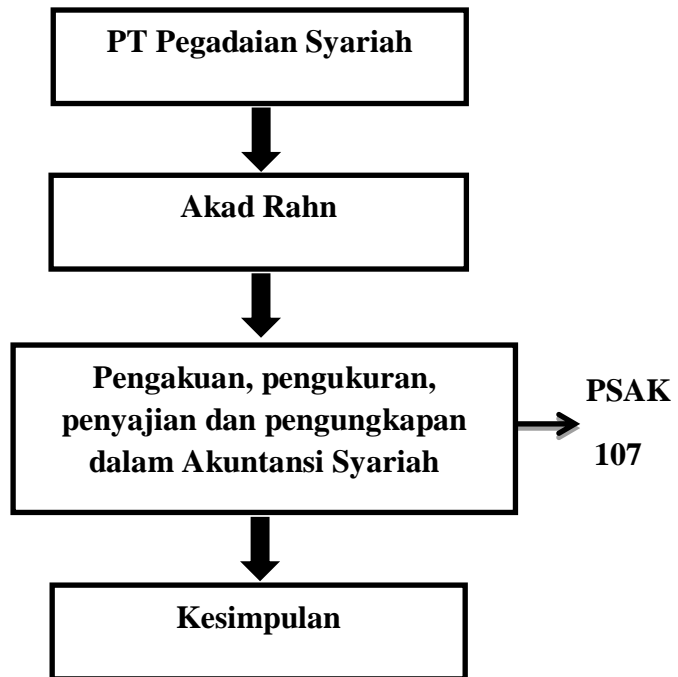 PT Pegadaian Syariah
Akad Rahn
Pengakuan, pengukuran,
penyajian dan pengungkapan
dalam Akuntansi Syariah
PSAK
107
Kesimpulan